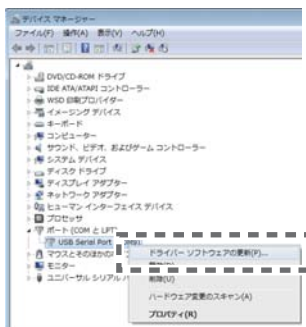 デバイス マネージャー
ファイル(F) 操作(A) 表示(V) ヘルプ(H)
DVD/CD-ROM ドライブ
IDE ATA/ATAPI コントローラー
WSD 印刷プロバイダー
イメージング デバイス
キーボード
コンピューター
サウンド、ビデオ、およびゲーム コントローラー
システム デバイス
ディスク ドライブ
ディスプレイ アダプター
ネットワーク アダプター
ヒューマン インターフェイス デバイス
プロセッサ
ポート (COM と LPT)
USB Serial Port
ドライバー ソフトウェアの更新(P)...
マウスとそのほかの
モニター
削除(U)
ユニバーサル シリアル
ハードウェア変更のスキャン(A)
プロパティ(R)